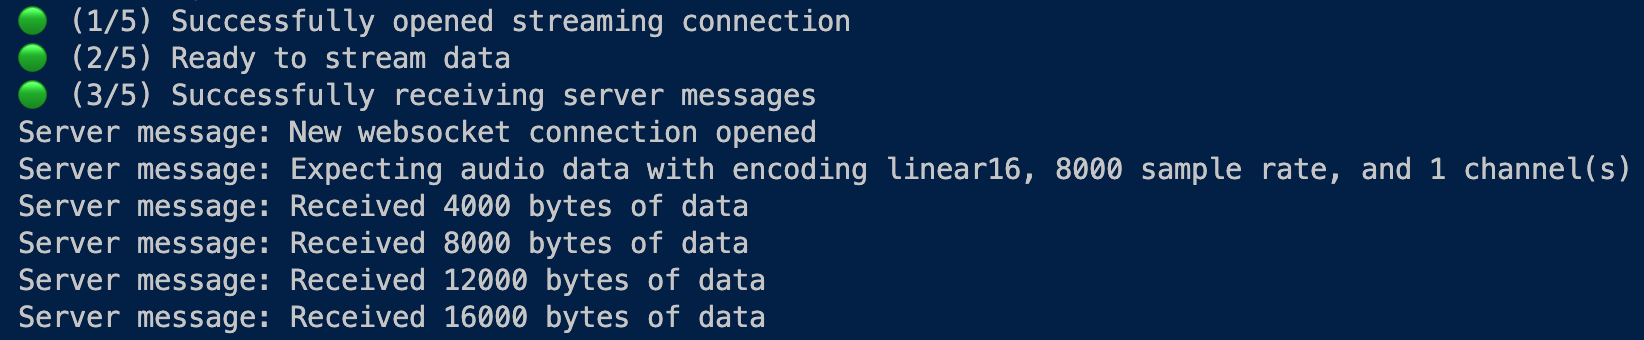 🟢 (1/5) Successfully opened streaming connection
🟢 (2/5) Ready to stream data
🟢 (3/5) Successfully receiving server messages
Server message: New websocket connection opened
Server message: Expecting audio data with encoding linear16, 8000 sample rate, and 1 channel(s)
Server message: Received 4000 bytes of data
Server message: Received 8000 bytes of data
Server message: Received 12000 bytes of data
Server message: Received 16000 bytes of data